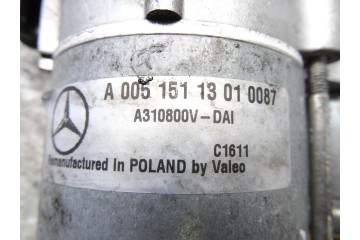 A 005 151 13 01 0087
A310800V-DAI
C1611
Remanufactured In POLAND by Valeo